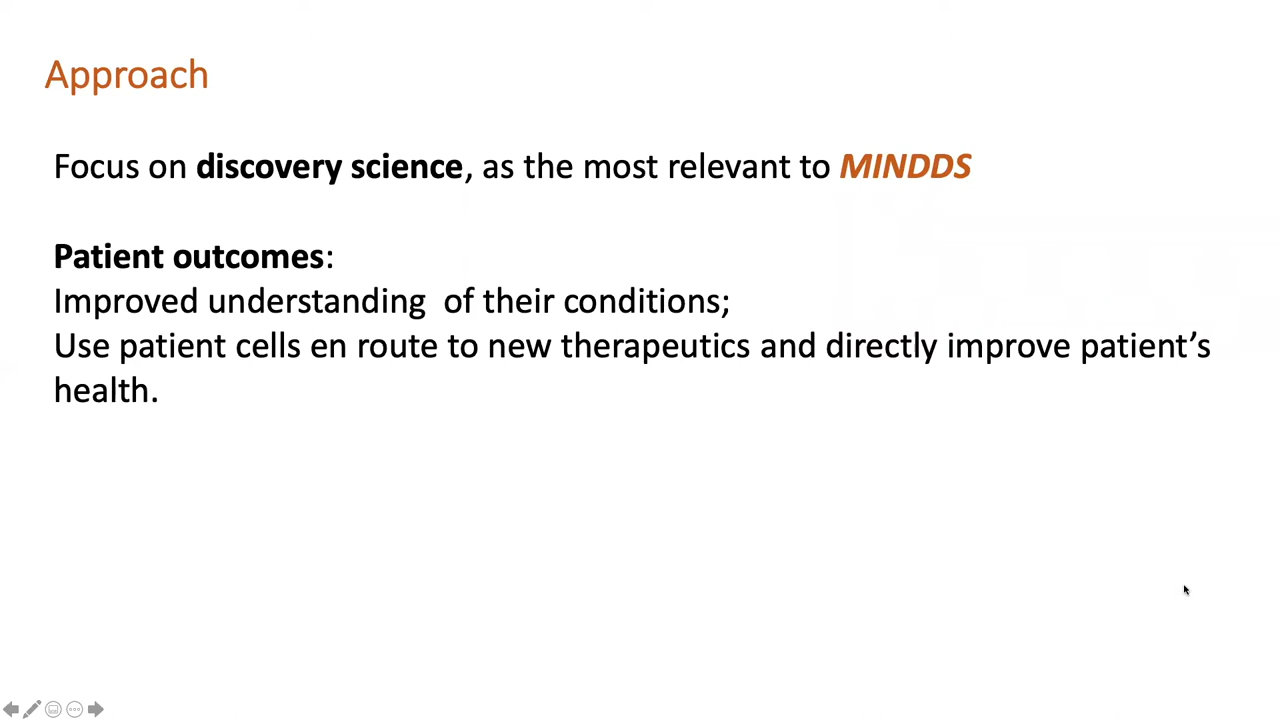 Approach
Focus on discovery science, as the most relevant to MINDDS
Patient outcomes:
Improved understanding  of their conditions;
Use patient cells en route to new therapeutics and directly improve patient’s
health.